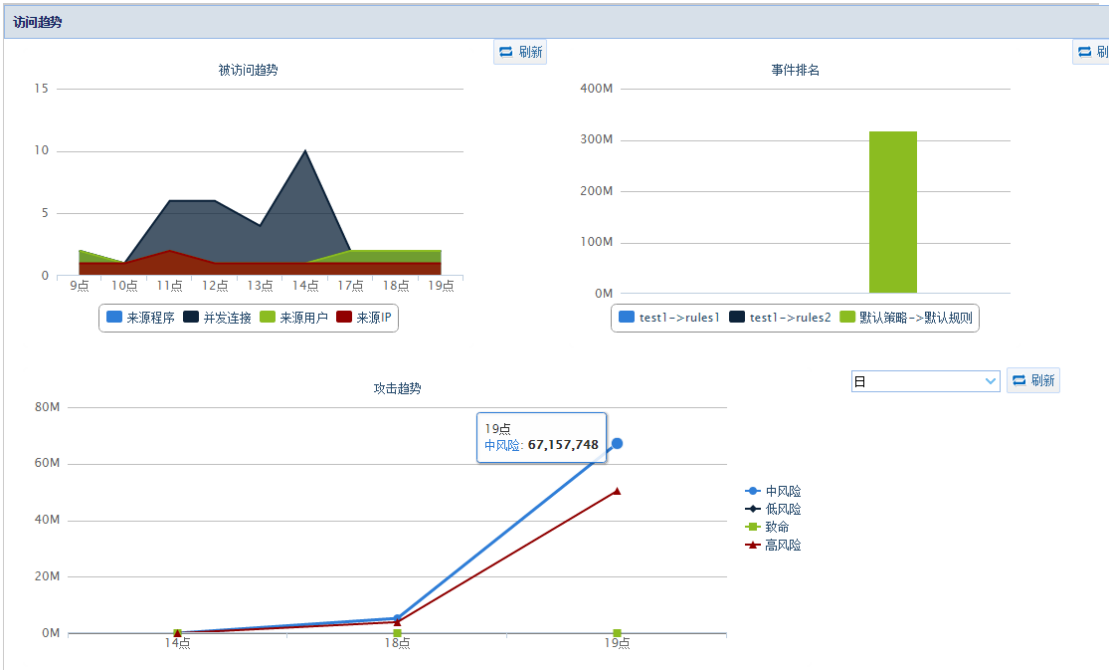 访问趋势
刷新
刷
被访问趋势
15
10
5
0
9点 10点 11点 12点 13点 14点 17点 18点 19点
来源程序 并发连接 来源用户 来源IP
事件排名
400M
300M
200M
100M
0M
test1->rules1 test1->rules2 默认策略->默认规则
日
刷新
攻击趋势
80M
60M
40M
20M
0M
19点
中风险: 67,157,748
14点 18点 19点
中风险
低风险
致命
高风险